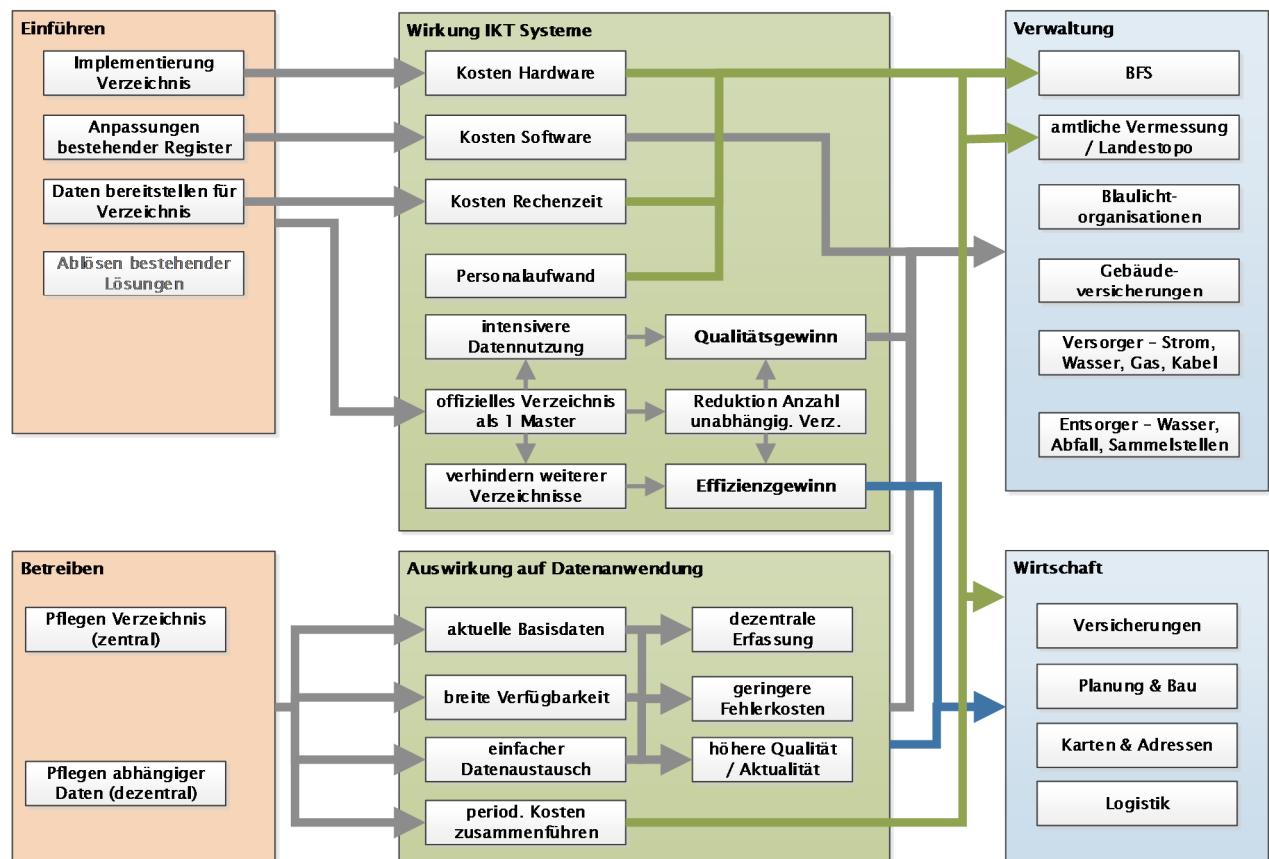 Einführen
Implementierung
Verzeichnis
Anpassungen
bestehender Register
Daten bereitstellen für
Verzeichnis
Ablösen bestehender
Lösungen
Wirkung IKT Systeme
Kosten Hardware
Kosten Software
Kosten Rechenzeit
Personalaufwand
intensivere
Datennutzung
Qualitätsgewinn
offizielles Verzeichnis
als 1 Master
Reduktion Anzahl
unabhängig. Verz.
verhindern weiterer
Verzeichnisse
Effizienzgewinn
Verwaltung
BFS
amtliche Vermessung
/ Landestopo
Blaulicht-
organisationen
Gebäude-
versicherungen
Versorger – Strom,
Wasser, Gas, Kabel
Entsorger – Wasser,
Abfall, Sammelstellen
Betreiben
Pflegen Verzeichnis
(zentral)
Pflegen abhängiger
Daten (dezentral)
Auswirkung auf Datenanwendung
aktuelle Basisdaten
dezentrale
Erfassung
breite Verfügbarkeit
geringere
Fehlerkosten
einfacher
Datenaustausch
höhere Qualität
/ Aktualität
period. Kosten
zusammenführen
Wirtschaft
Versicherungen
Planung & Bau
Karten & Adressen
Logistik